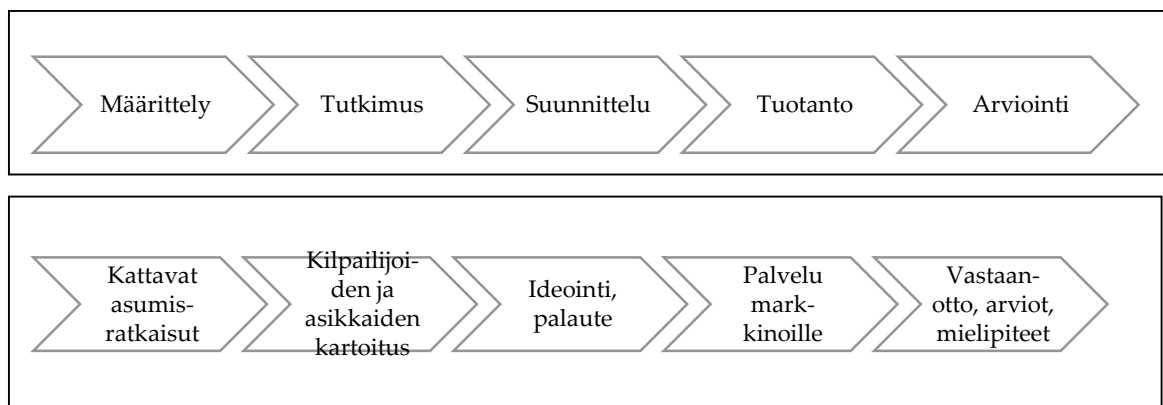 Määrittely
Tutkimus
Suunnittelu
Tuotanto
Arviointi
Kattavat
asumis-
ratkaisut
Kilpailijoi-
den ja
asikkaiden
kartoitus
Ideointi,
palaute
Palvelu
mark-
kinoille
Vastaan-
otto, arviot,
mielipiteet